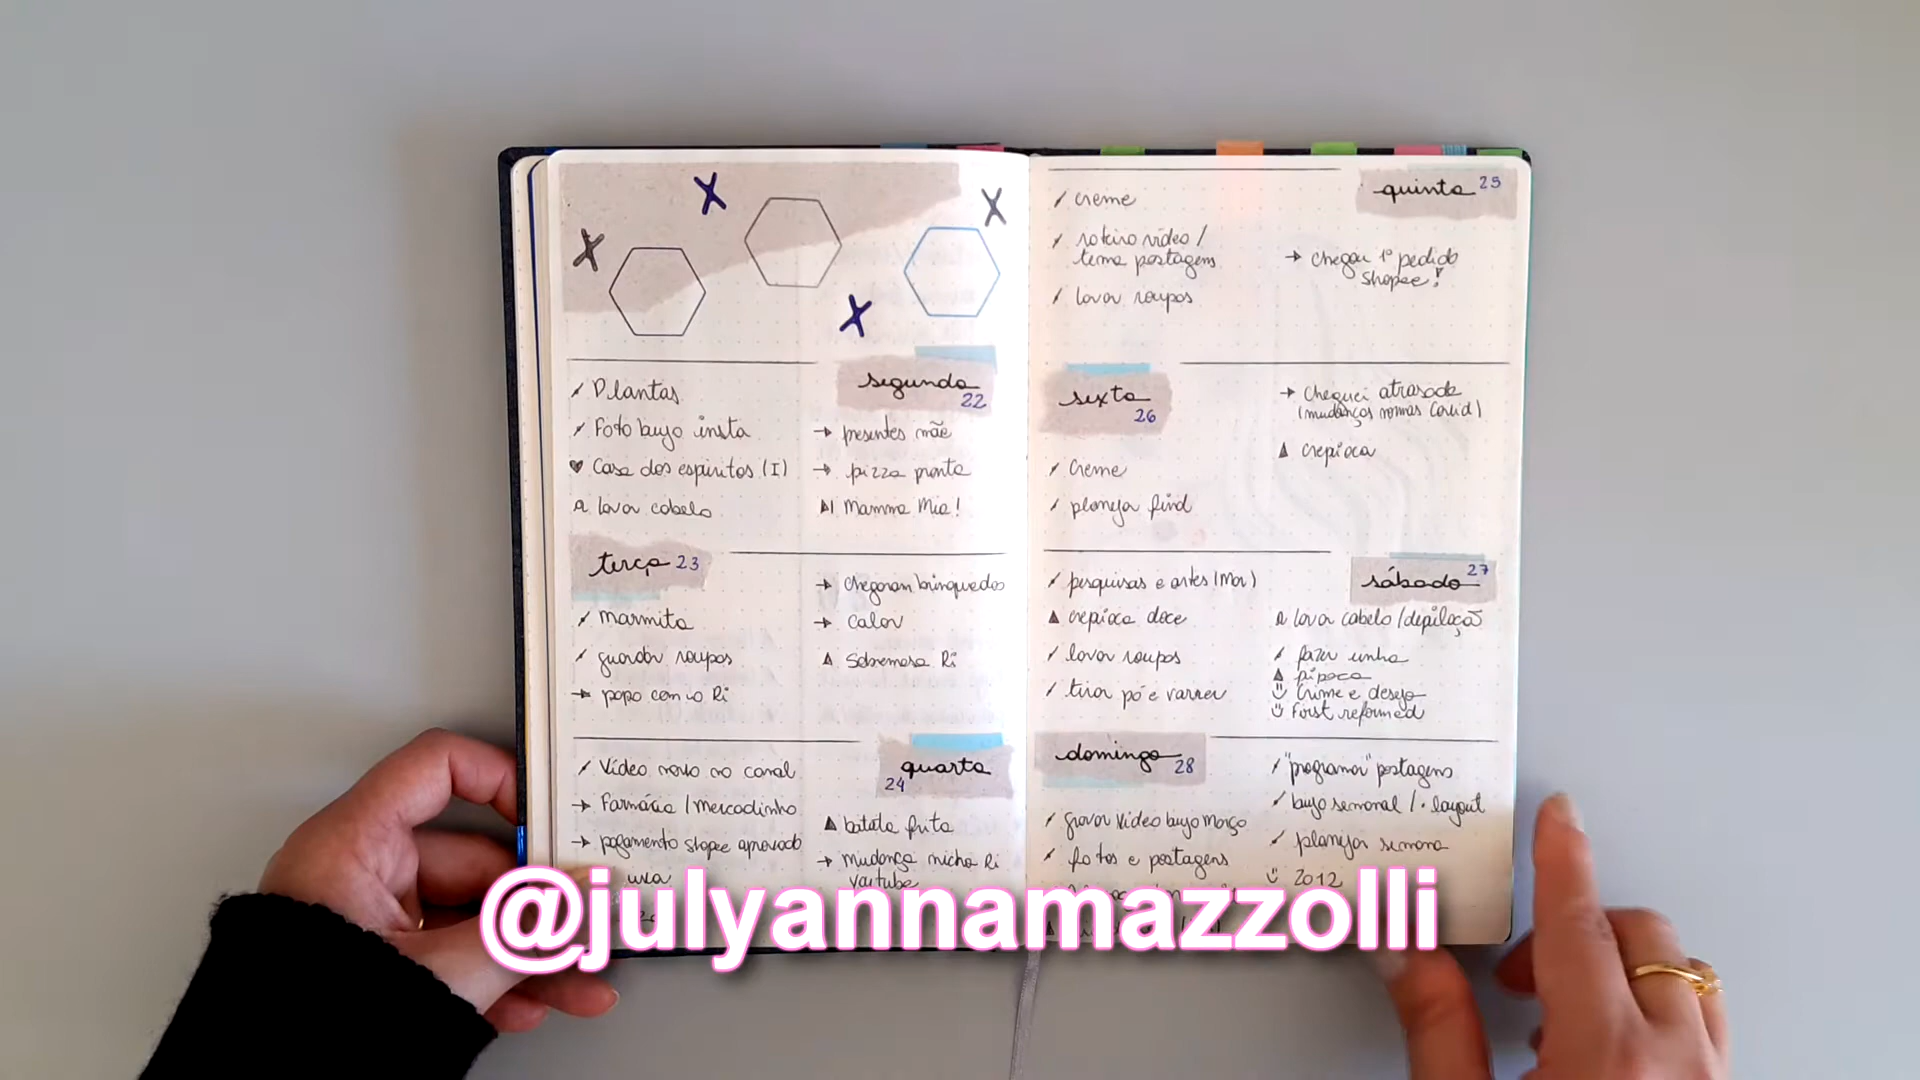 segunda 22
Plantas
Foto bujo insta
Casa dos espíritos (I)
lavar cabelo
presentes mãe
pizza pronta
Mamma Mia!
terça 23
marmita
guardar roupas
papo com o Ri
chegaram brinquedos
calor
Sobremesa Ri
quarta 24
Vídeo novo no canal
Farmácia / mercadinho
pagamento shopee aprovado
batata frita
mudança nicho Ri
youtube
quinta 25
creme
roteiro vídeo /
tema postagens
lavar roupas
chegou 1º pedido
shopee!
sexta 26
creme
planejar find
cheguei atrasada
(mudanças normas Covid)
crepioca
sábado 27
pesquisas e artes (Mar)
crepioca doce
lavar roupas
tirar pó e varrer
lavar cabelo / depilação
fazer unha
pipoca
Crime e desejo
First reformed
domingo 28
gravar vídeo bujo março
fotos e postagens
"programar" postagens
bujo semanal / layout
planejar semana
2012
@julyannamazzolli